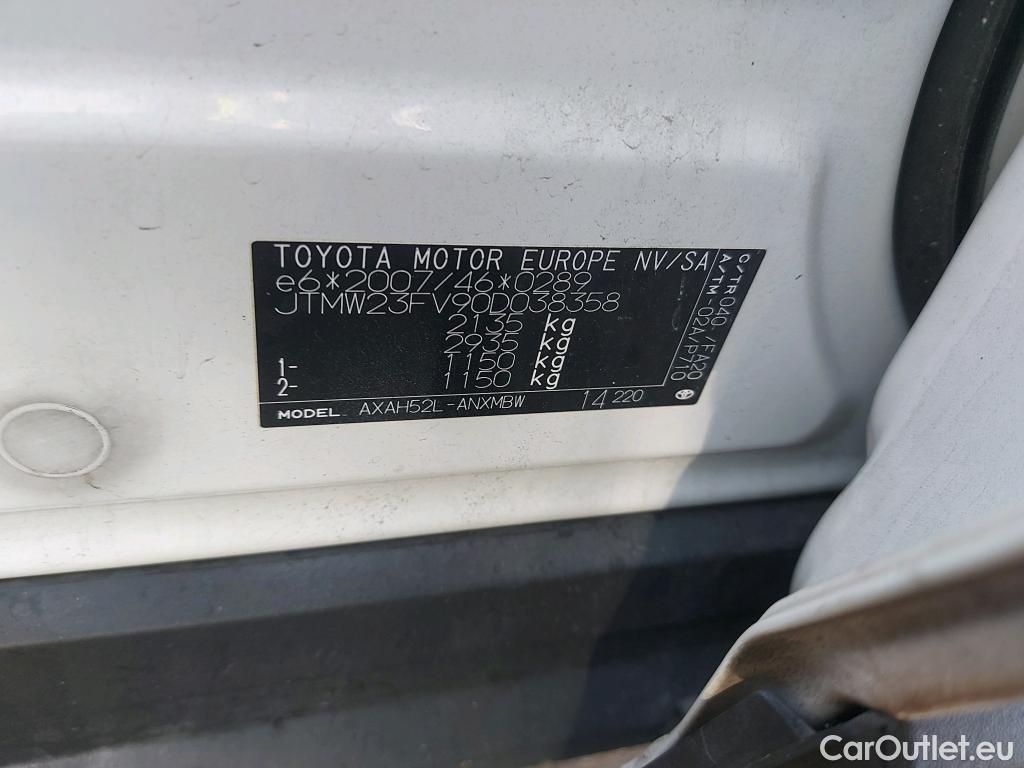 TOYOTA MOTOR EUROPE NV/SA
e6*2007/46*0289
JTMW23FV90D038358
2135 kg
2935 kg
1- 1150 kg
2- 1150 kg
MODEL AXAH52L-ANXMBW 14 220
C/TR 040 / FA20
A/TM -02A/P710
CarOutlet.eu